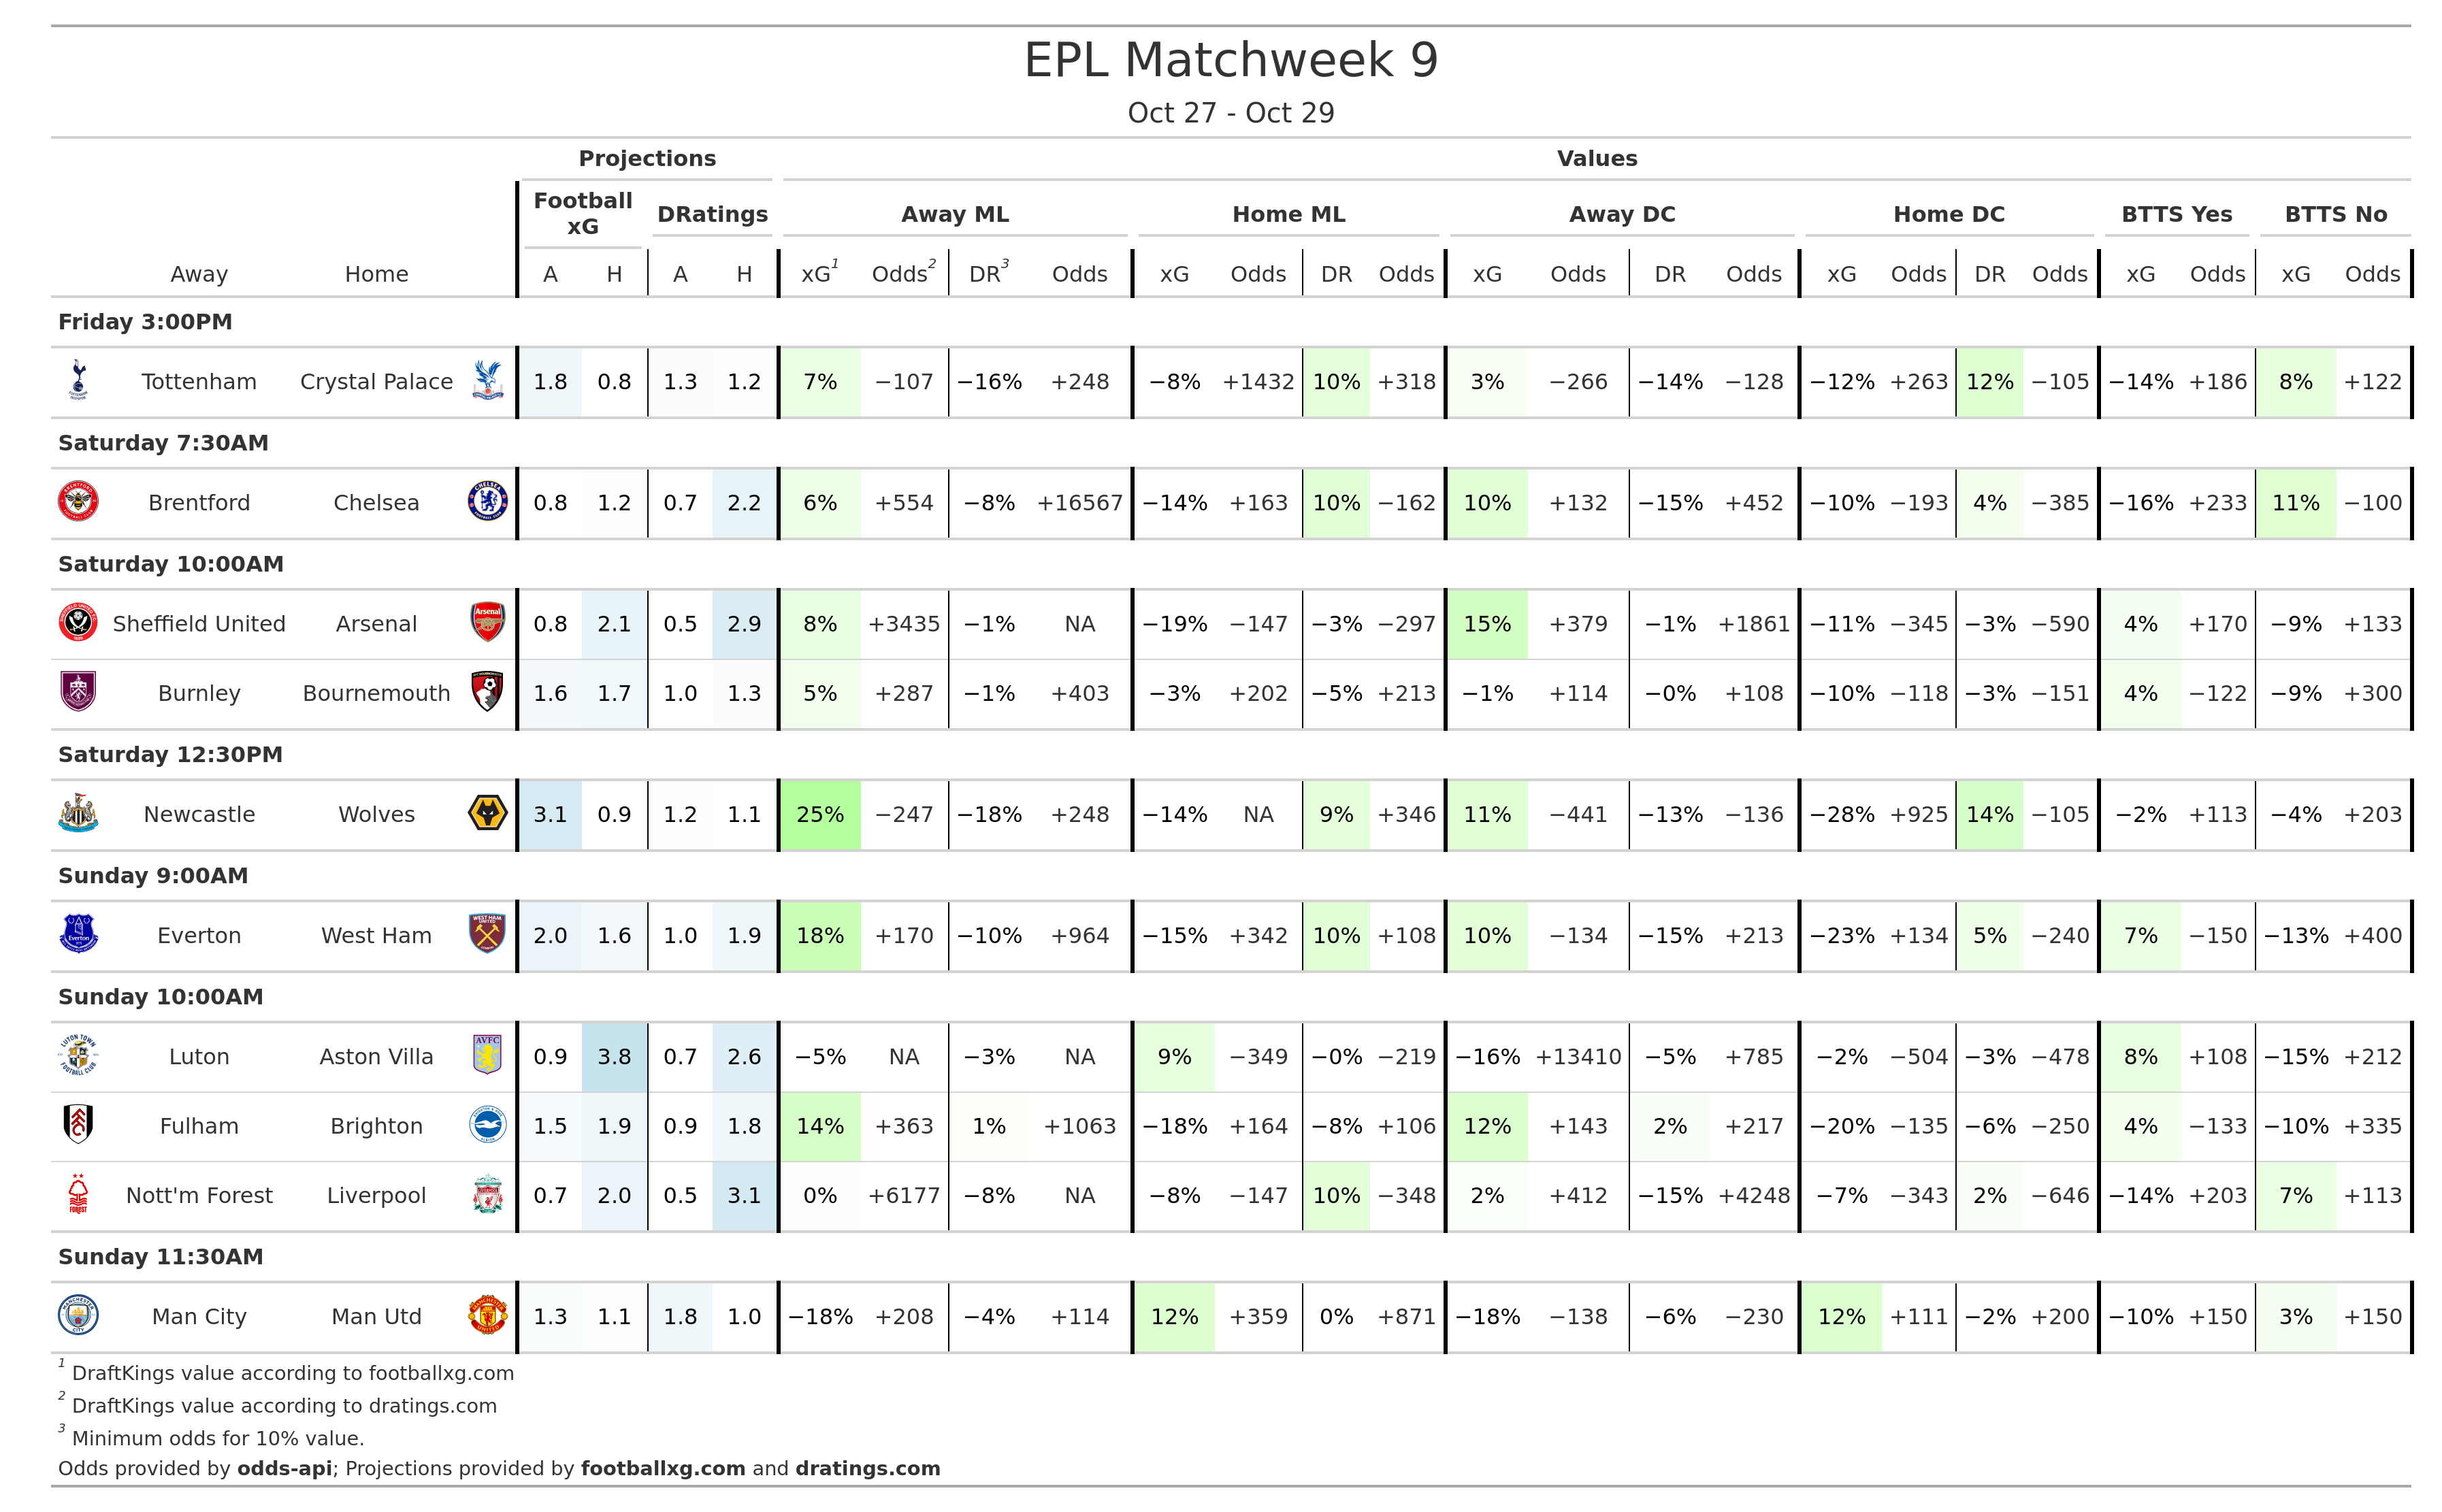 EPL Matchweek 9
Oct 27 - Oct 29
Projections Values
Football xG DRatings Away ML Home ML Away DC Home DC BTTS Yes BTTS No
Away Home A H A H xG1 Odds2 DR3 Odds xG Odds DR Odds xG Odds DR Odds xG Odds DR Odds xG Odds xG Odds
Friday 3:00PM
Tottenham Crystal Palace 1.8 0.8 1.3 1.2 7% −107 −16% +248 −8% +1432 10% +318 3% −266 −14% −128 −12% +263 12% −105 −14% +186 8% +122
Saturday 7:30AM
Brentford Chelsea 0.8 1.2 0.7 2.2 6% +554 −8% +16567 −14% +163 10% −162 10% +132 −15% +452 −10% −193 4% −385 −16% +233 11% −100
Saturday 10:00AM
Sheffield United Arsenal 0.8 2.1 0.5 2.9 8% +3435 −1% NA −19% −147 −3% −297 15% +379 −1% +1861 −11% −345 −3% −590 4% +170 −9% +133
Burnley Bournemouth 1.6 1.7 1.0 1.3 5% +287 −1% +403 −3% +202 −5% +213 −1% +114 −0% +108 −10% −118 −3% −151 4% −122 −9% +300
Saturday 12:30PM
Newcastle Wolves 3.1 0.9 1.2 1.1 25% −247 −18% +248 −14% NA 9% +346 11% −441 −13% −136 −28% +925 14% −105 −2% +113 −4% +203
Sunday 9:00AM
Everton West Ham 2.0 1.6 1.0 1.9 18% +170 −10% +964 −15% +342 10% +108 10% −134 −15% +213 −23% +134 5% −240 7% −150 −13% +400
Sunday 10:00AM
Luton Aston Villa 0.9 3.8 0.7 2.6 −5% NA −3% NA 9% −349 −0% −219 −16% +13410 −5% +785 −2% −504 −3% −478 8% +108 −15% +212
Fulham Brighton 1.5 1.9 0.9 1.8 14% +363 1% +1063 −18% +164 −8% +106 12% +143 2% +217 −20% −135 −6% −250 4% −133 −10% +335
Nott'm Forest Liverpool 0.7 2.0 0.5 3.1 0% +6177 −8% NA −8% −147 10% −348 2% +412 −15% +4248 −7% −343 2% −646 −14% +203 7% +113
Sunday 11:30AM
Man City Man Utd 1.3 1.1 1.8 1.0 −18% +208 −4% +114 12% +359 0% +871 −18% −138 −6% −230 12% +111 −2% +200 −10% +150 3% +150
1 DraftKings value according to footballxg.com
2 DraftKings value according to dratings.com
3 Minimum odds for 10% value.
Odds provided by odds-api; Projections provided by footballxg.com and dratings.com